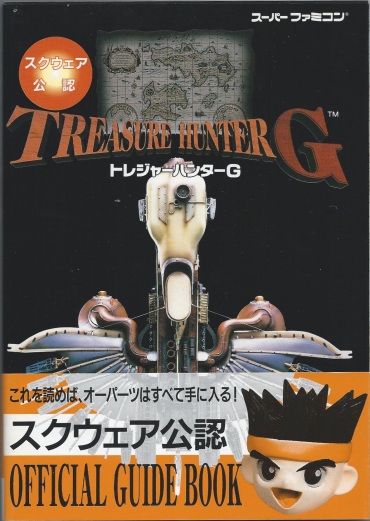 スーパーファミコン®
スクウェア
公認
TREASURE HUNTER G™
トレジャーハンターG
これを読めば、オーパーツはすべて手に入る!
スクウェア公認
OFFICIAL GUIDE BOOK